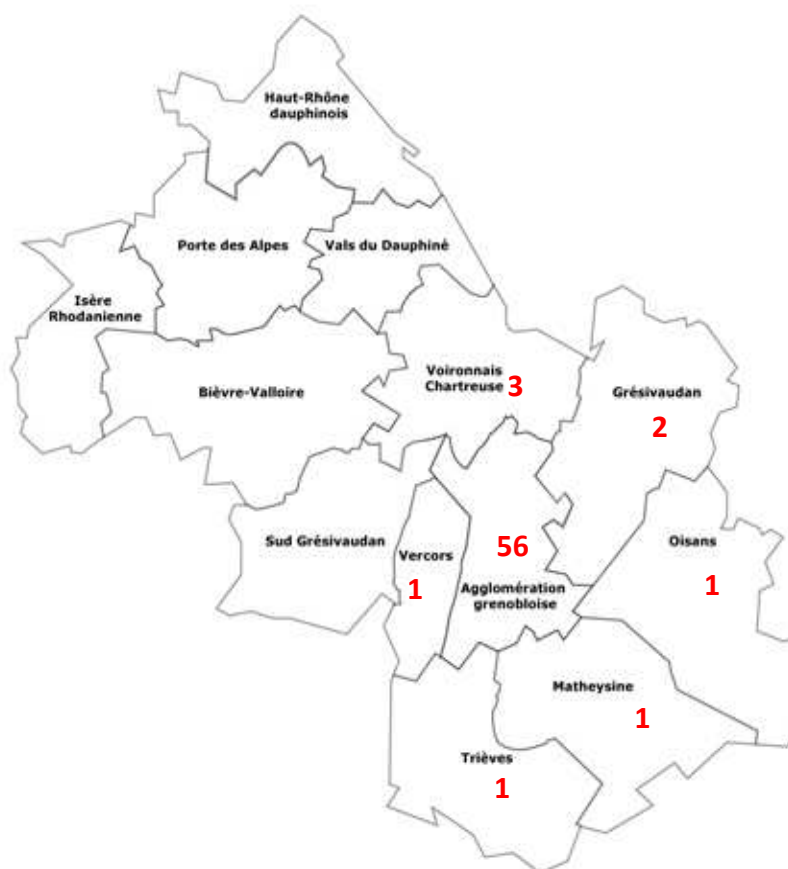 Haut-Rhône
dauphinois
Porte des Alpes
Vals du Dauphiné
Isère
Rhodanienne
Voironnais
Chartreuse 3
Bièvre-Valloire
Grésivaudan
2
Sud Grésivaudan
Vercors
1
56
Agglomération
grenobloise
Oisans
1
Matheysine
1
Trièves
1